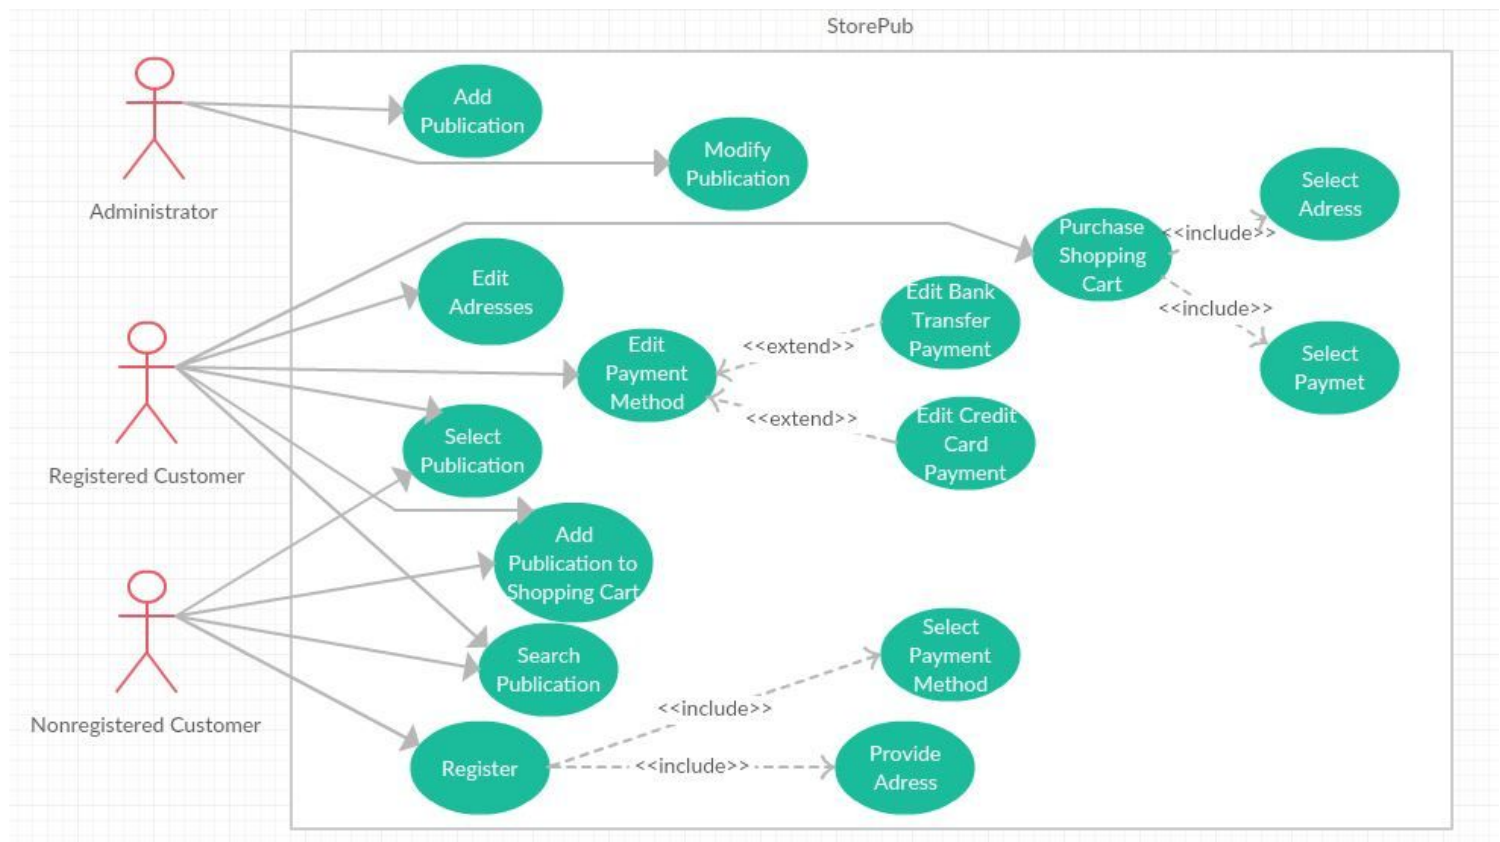 StorePub
Add
Publication
Modify
Publication
Administrator
Select
Adress
Purchase
Shopping
Cart
<<include>>
<<include>>
Edit
Adresses
Edit Bank
Transfer
Payment
<<extend>>
Edit
Payment
Method
Select
Paymet
<<extend>>
Edit Credit
Card
Payment
Registered Customer
Select
Publication
Add
Publication to
Shopping Cart
Search
Publication
Select
Payment
Method
Nonregistered Customer
<<include>>
Register
<<include>>
Provide
Adress